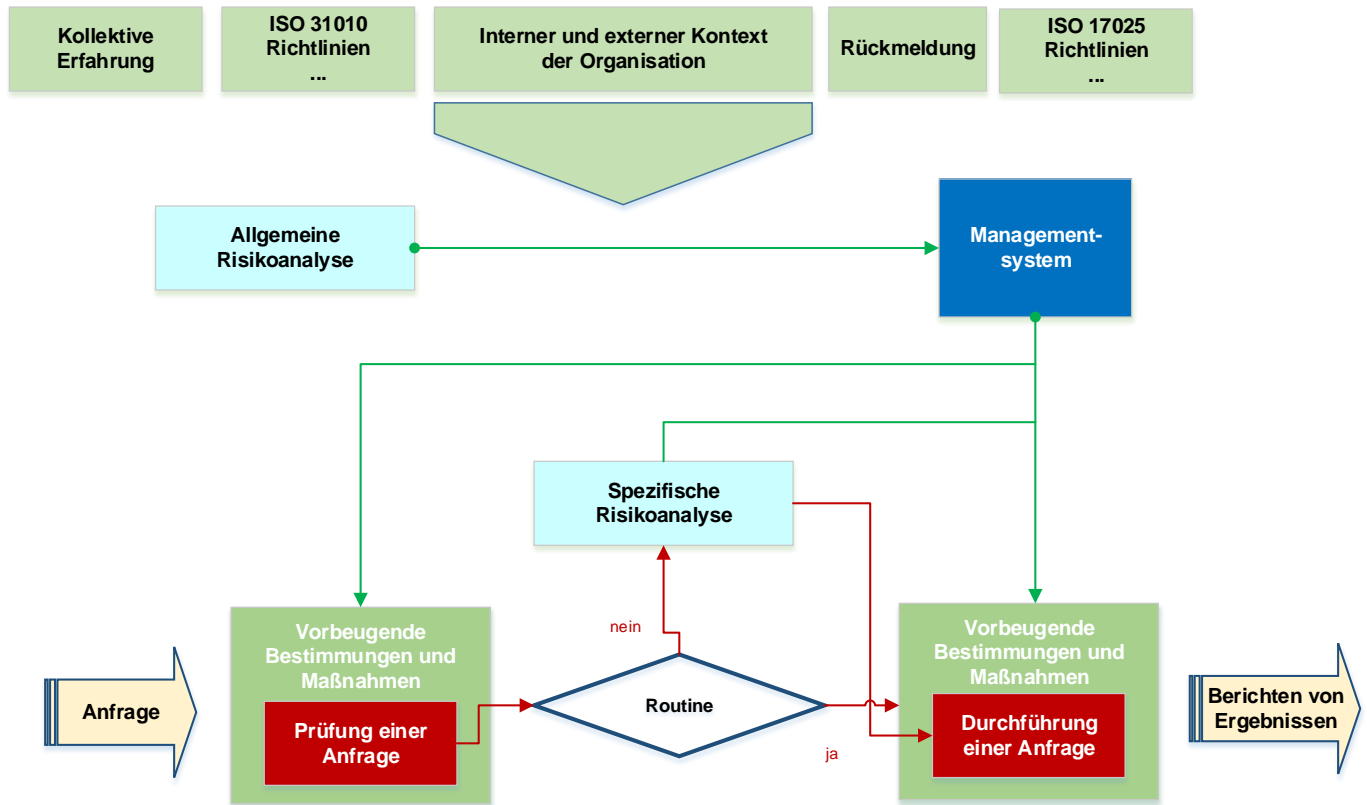 Kollektive
Erfahrung
ISO 31010
Richtlinien
...
Interner und externer Kontext
der Organisation
Rückmeldung
ISO 17025
Richtlinien
...
Allgemeine
Risikoanalyse
Management-
system
Spezifische
Risikoanalyse
nein
Vorbeugende
Bestimmungen und
Maßnahmen
Vorbeugende
Bestimmungen und
Maßnahmen
Anfrage
Prüfung einer
Anfrage
Routine
ja
Durchführung
einer Anfrage
Berichten von
Ergebnissen